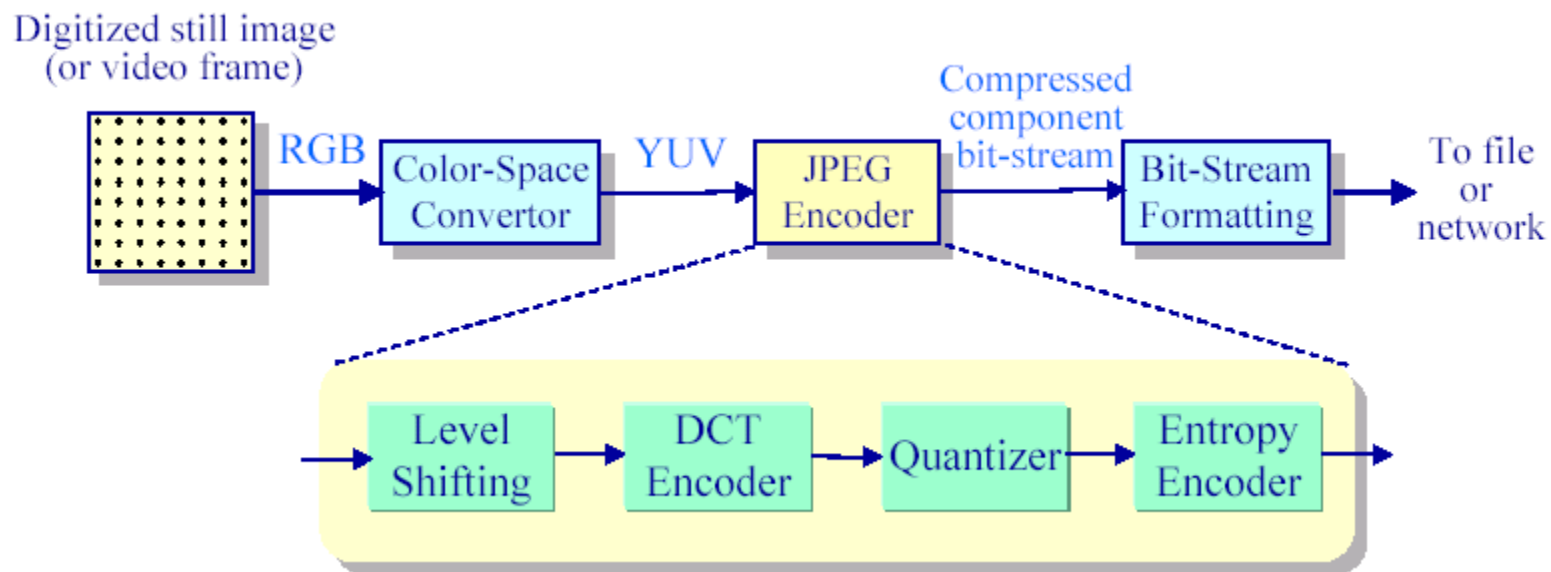 Digitized still image
(or video frame)
RGB
Color-Space
Convertor
YUV
JPEG
Encoder
Compressed
component
bit-stream
Bit-Stream
Formatting
To file
or
network
Level
Shifting
DCT
Encoder
Quantizer
Entropy
Encoder